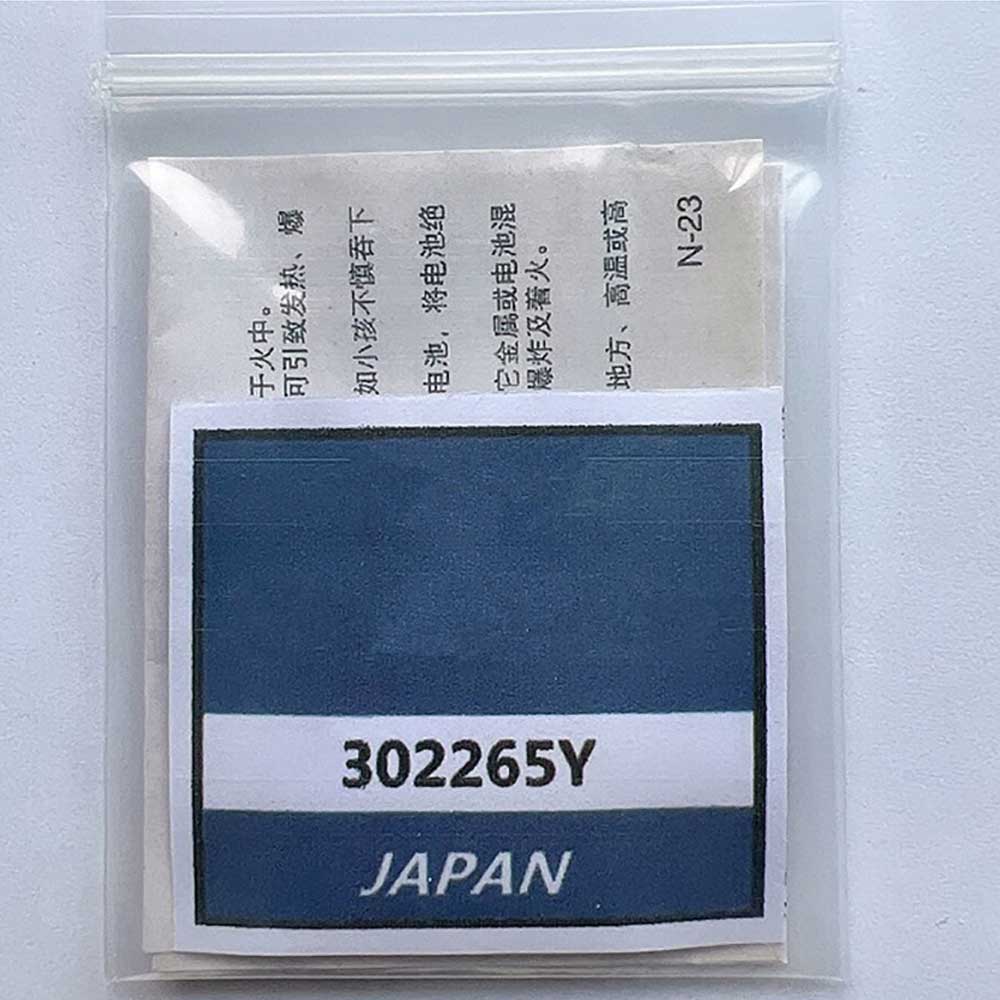 于火中。
可引致发热、爆
如小孩不慎吞下
电池，将电池绝
它金属或电池混
爆炸及着火。
地方、高温或高
N-23
302265Y
JAPAN